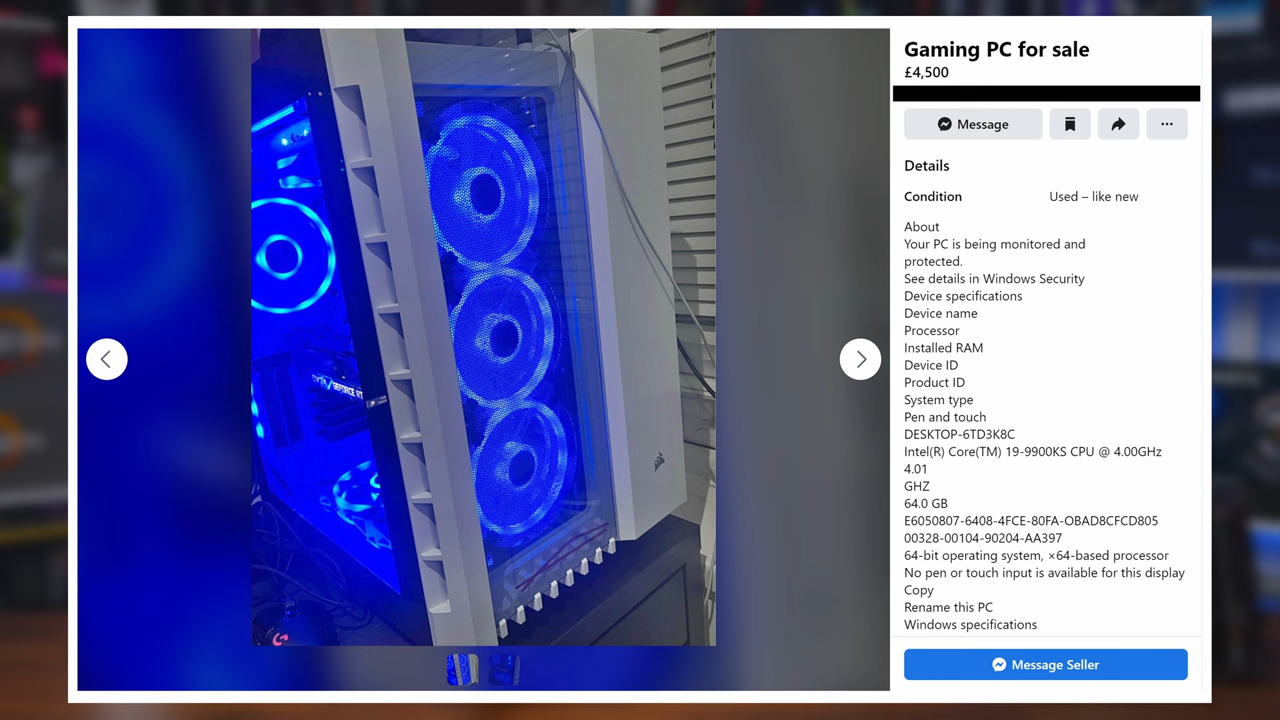 Gaming PC for sale
£4,500
Message
Details
Condition Used – like new
About
Your PC is being monitored and
protected.
See details in Windows Security
Device specifications
Device name
Processor
Installed RAM
Device ID
Product ID
System type
Pen and touch
DESKTOP-6TD3K8C
Intel(R) Core(TM) 19-9900KS CPU @ 4.00GHz
4.01
GHZ
64.0 GB
E6050807-6408-4FCE-80FA-OBAD8CFCD805
00328-00104-90204-AA397
64-bit operating system, ×64-based processor
No pen or touch input is available for this display
Copy
Rename this PC
Windows specifications
Message Seller
GEFORCE RT